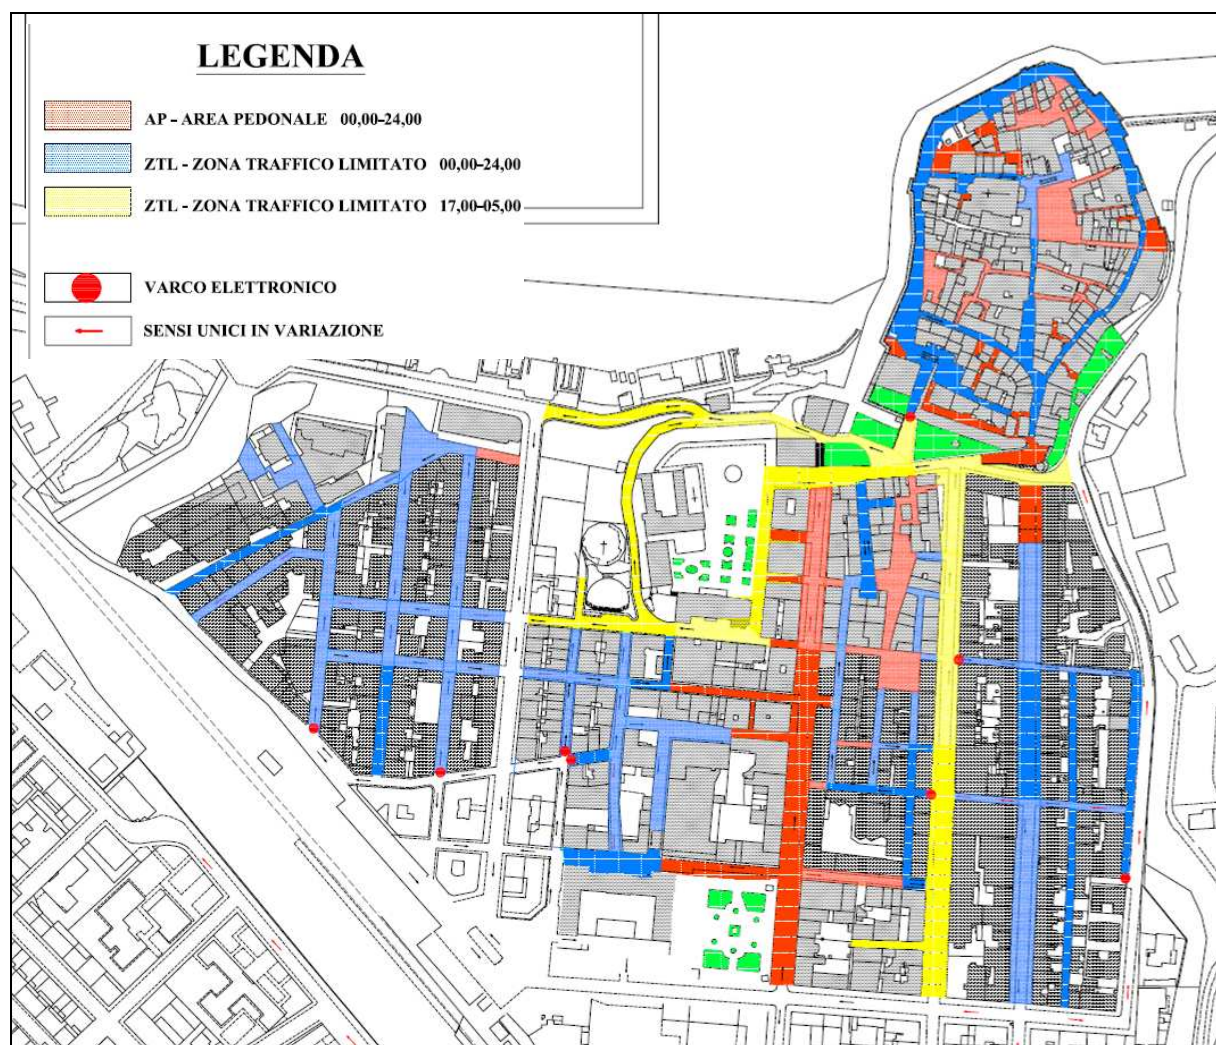 LEGENDA
AP - AREA PEDONALE 00,00-24,00
ZTL - ZONA TRAFFICO LIMITATO 00,00-24,00
ZTL - ZONA TRAFFICO LIMITATO 17,00-05,00
VARCO ELETTRONICO
SENSI UNICI IN VARIAZIONE